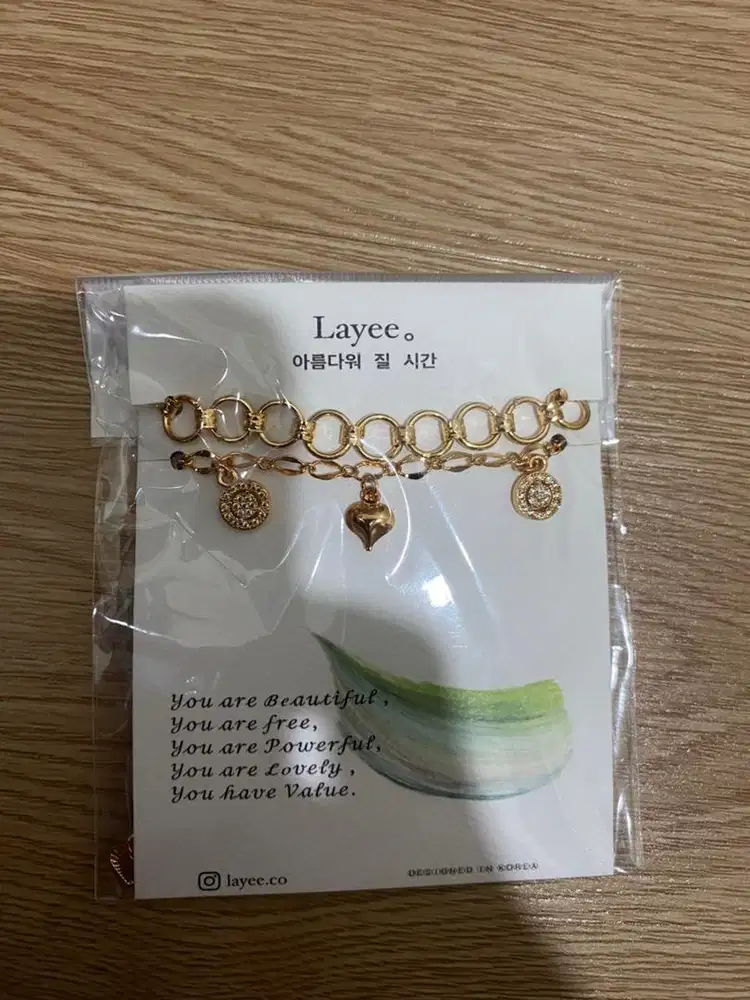 Layee。
아름다워 질 시간
You are Beautiful,
You are free,
You are Powerful,
You are Lovely,
You have Value.
layee.co
DESIGNED IN KOREA